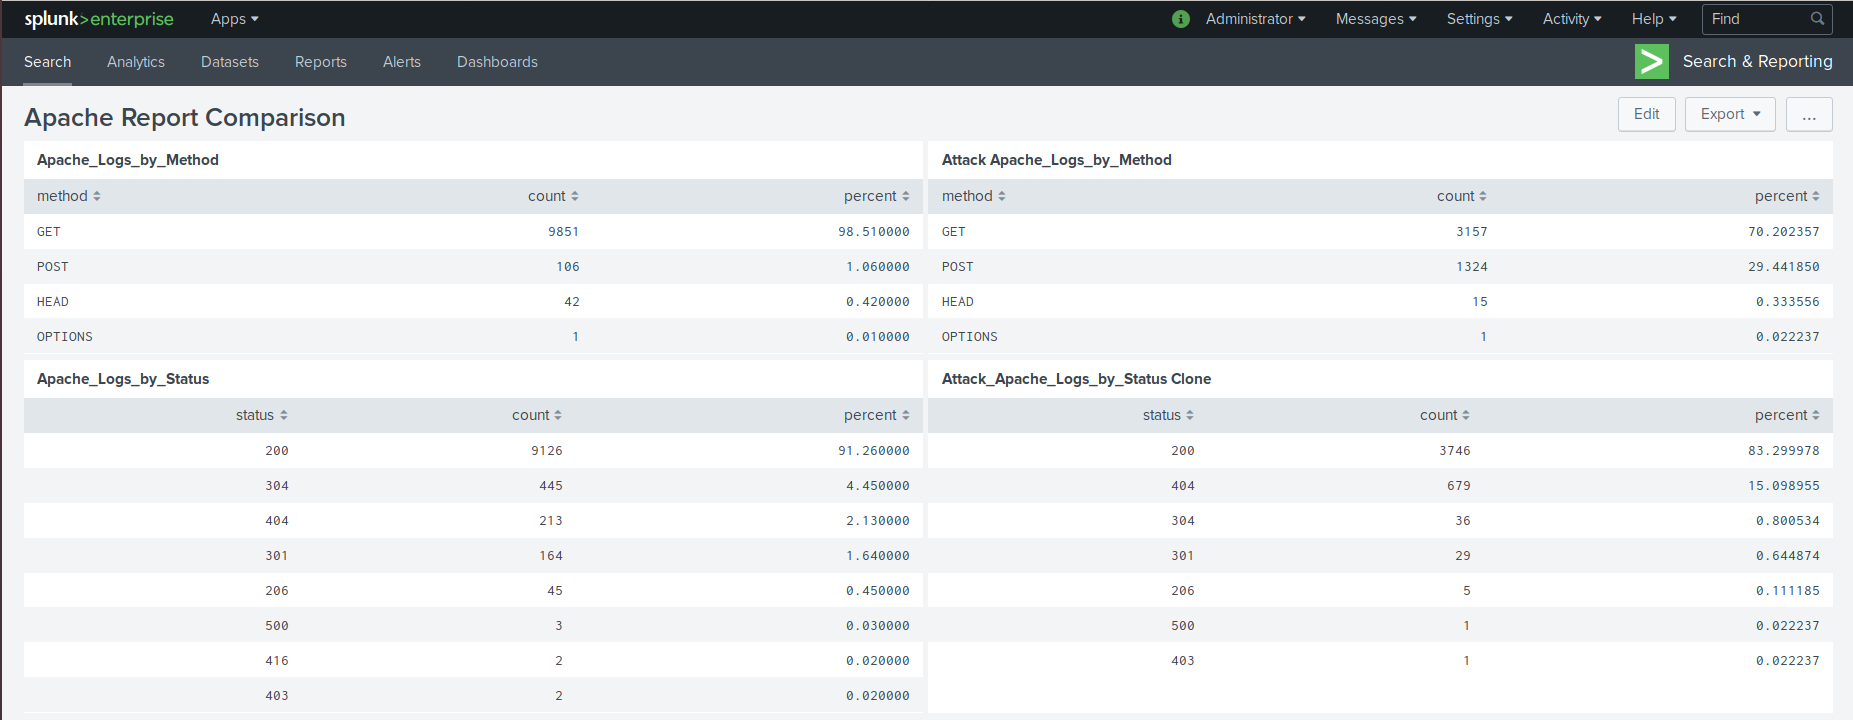 splunk>enterprise Apps Administrator Messages Settings Activity Help Find
Search Analytics Datasets Reports Alerts Dashboards Search & Reporting
Apache Report Comparison Edit Export ...
Apache_Logs_by_Method
method count percent
GET 9851 98.510000
POST 106 1.060000
HEAD 42 0.420000
OPTIONS 1 0.010000
Attack Apache_Logs_by_Method
method count percent
GET 3157 70.202357
POST 1324 29.441850
HEAD 15 0.333556
OPTIONS 1 0.022237
Apache_Logs_by_Status
status count percent
200 9126 91.260000
304 445 4.450000
404 213 2.130000
301 164 1.640000
206 45 0.450000
500 3 0.030000
416 2 0.020000
403 2 0.020000
Attack_Apache_Logs_by_Status Clone
status count percent
200 3746 83.299978
404 679 15.098955
304 36 0.800534
301 29 0.644874
206 5 0.111185
500 1 0.022237
403 1 0.022237